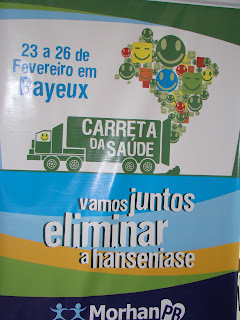 23 a 26 de
Fevereiro em
Bayeux
CARRETA
DA SAÚDE
vamos juntos
eliminar
a hanseníase
MorhanPB